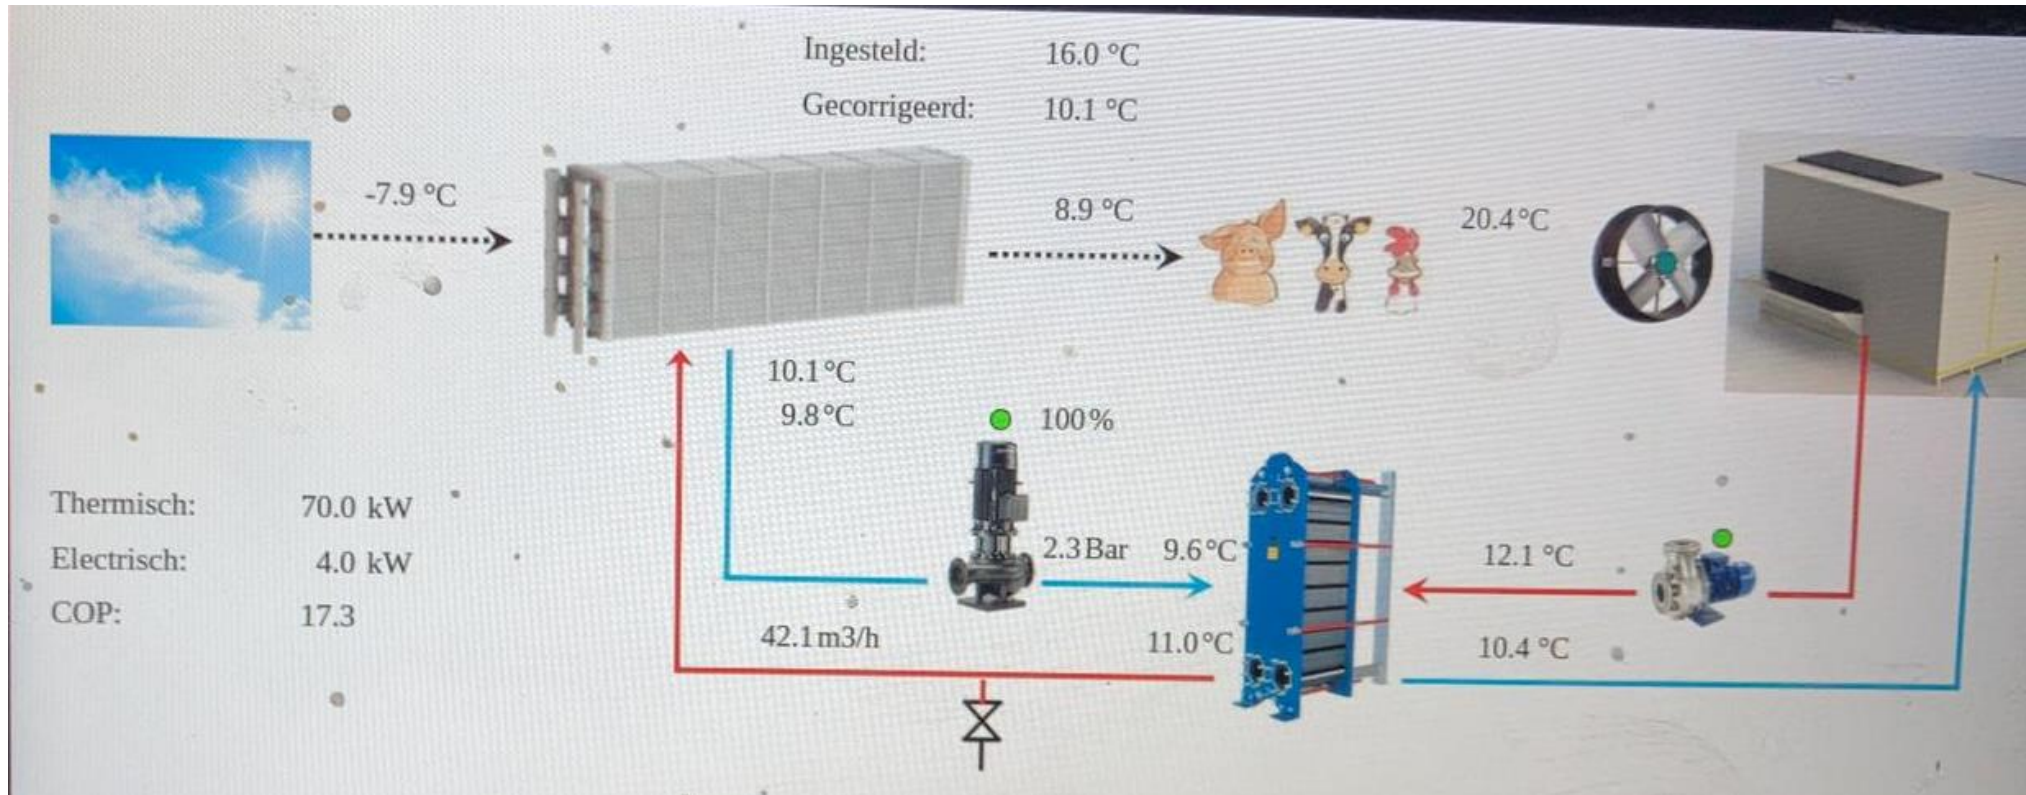 Ingesteld: 16.0 °C
Gecorrigeerd: 10.1 °C
-7.9 °C
8.9 °C
20.4°C
10.1°C
9.8°C
100%
Thermisch: 70.0 kW
Electrisch: 4.0 kW
COP: 17.3
2.3Bar
9.6°C
12.1 °C
42.1m3/h
11.0°C
10.4 °C